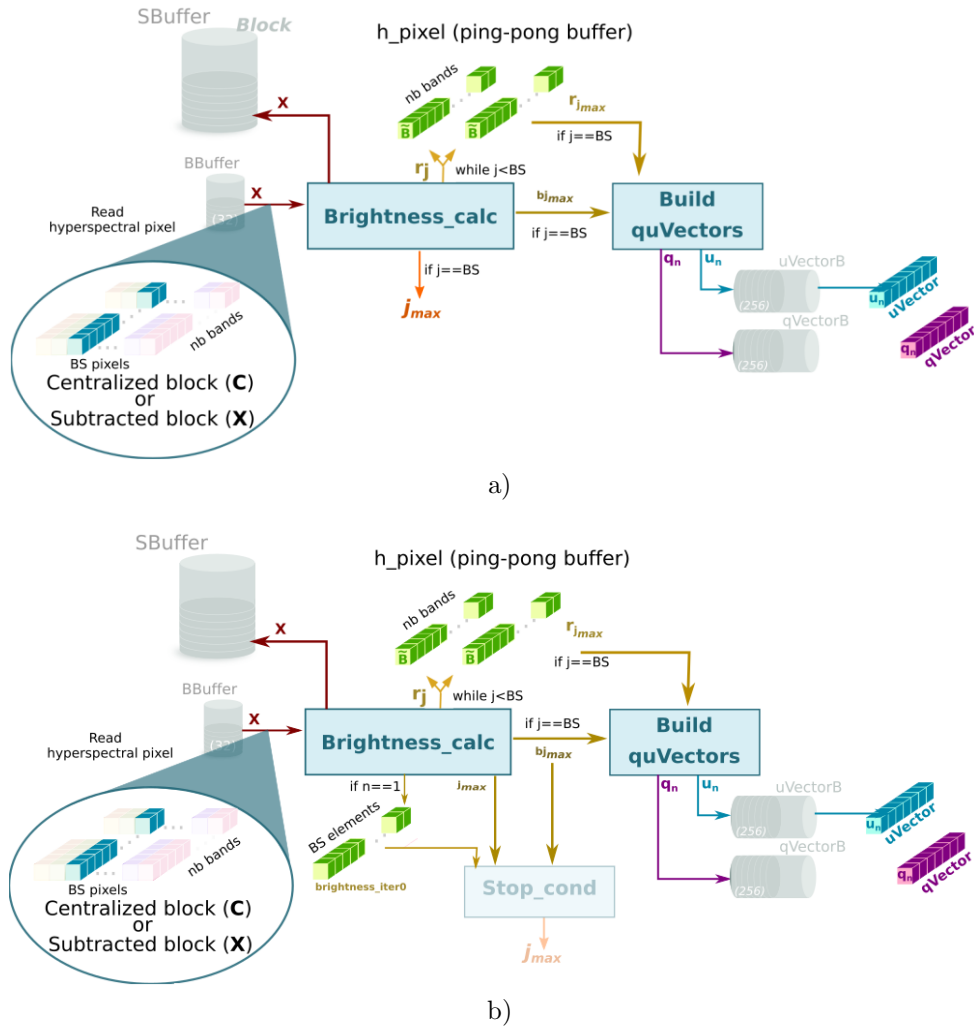 SBuffer
Block
h_pixel (ping-pong buffer)
nb bands
X
r_jmax
B̃
B̃
if j==BS
BBuffer
r_j
while j<BS
X
(32)
Read
hyperspectral pixel
Brightness_calc
b_jmax
if j==BS
Build
quVectors
if j==BS
j_max
q_n
u_n
uVectorB
(256)
u_n
uVector
qVectorB
(256)
q_n
qVector
nb bands
BS pixels
Centralized block (C)
or
Subtracted block (X)
a)
SBuffer
h_pixel (ping-pong buffer)
nb bands
X
r_jmax
B̃
B̃
if j==BS
BBuffer
r_j
while j<BS
X
(32)
Read
hyperspectral pixel
Brightness_calc
if j==BS
b_jmax
Build
quVectors
if n==1
j_max
q_n
u_n
uVectorB
(256)
u_n
uVector
BS elements
brightness_iter0
Stop_cond
qVectorB
(256)
q_n
qVector
nb bands
BS pixels
Centralized block (C)
or
Subtracted block (X)
j_max
b)